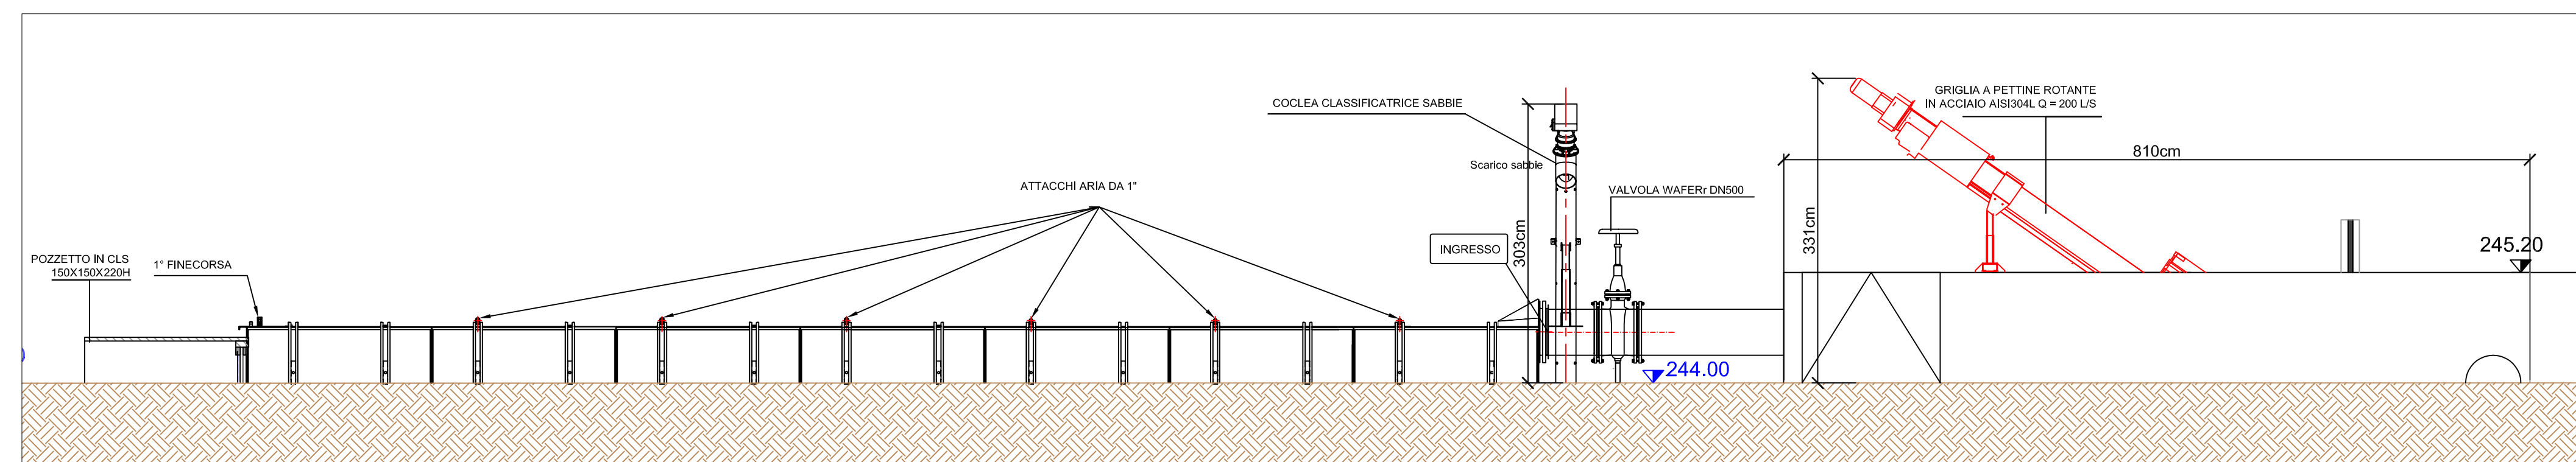 GRIGLIA A PETTINE ROTANTE
IN ACCIAIO AISI304L Q = 200 L/S
COCLEA CLASSIFICATRICE SABBIE
810cm
Scarico sabbie
ATTACCHI ARIA DA 1"
VALVOLA WAFERr DN500
331cm
303cm
INGRESSO
245.20
POZZETTO IN CLS
150X150X220H
1° FINECORSA
244.00